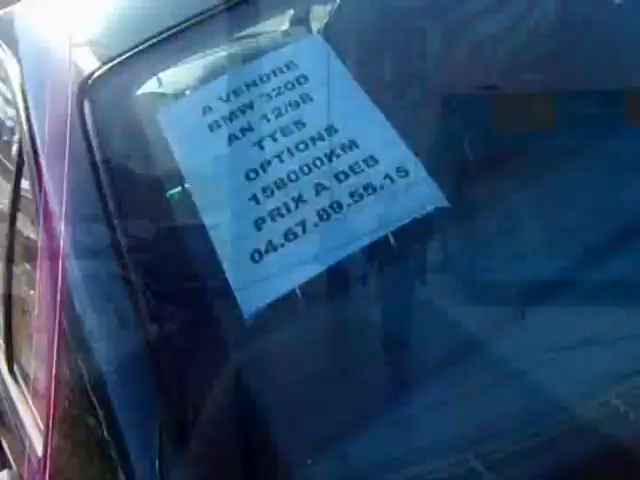 A VENDRE
BMW 320D
AN 12/98
TTES
OPTIONS
158000KM
PRIX A DEB
04.67.89.55.15